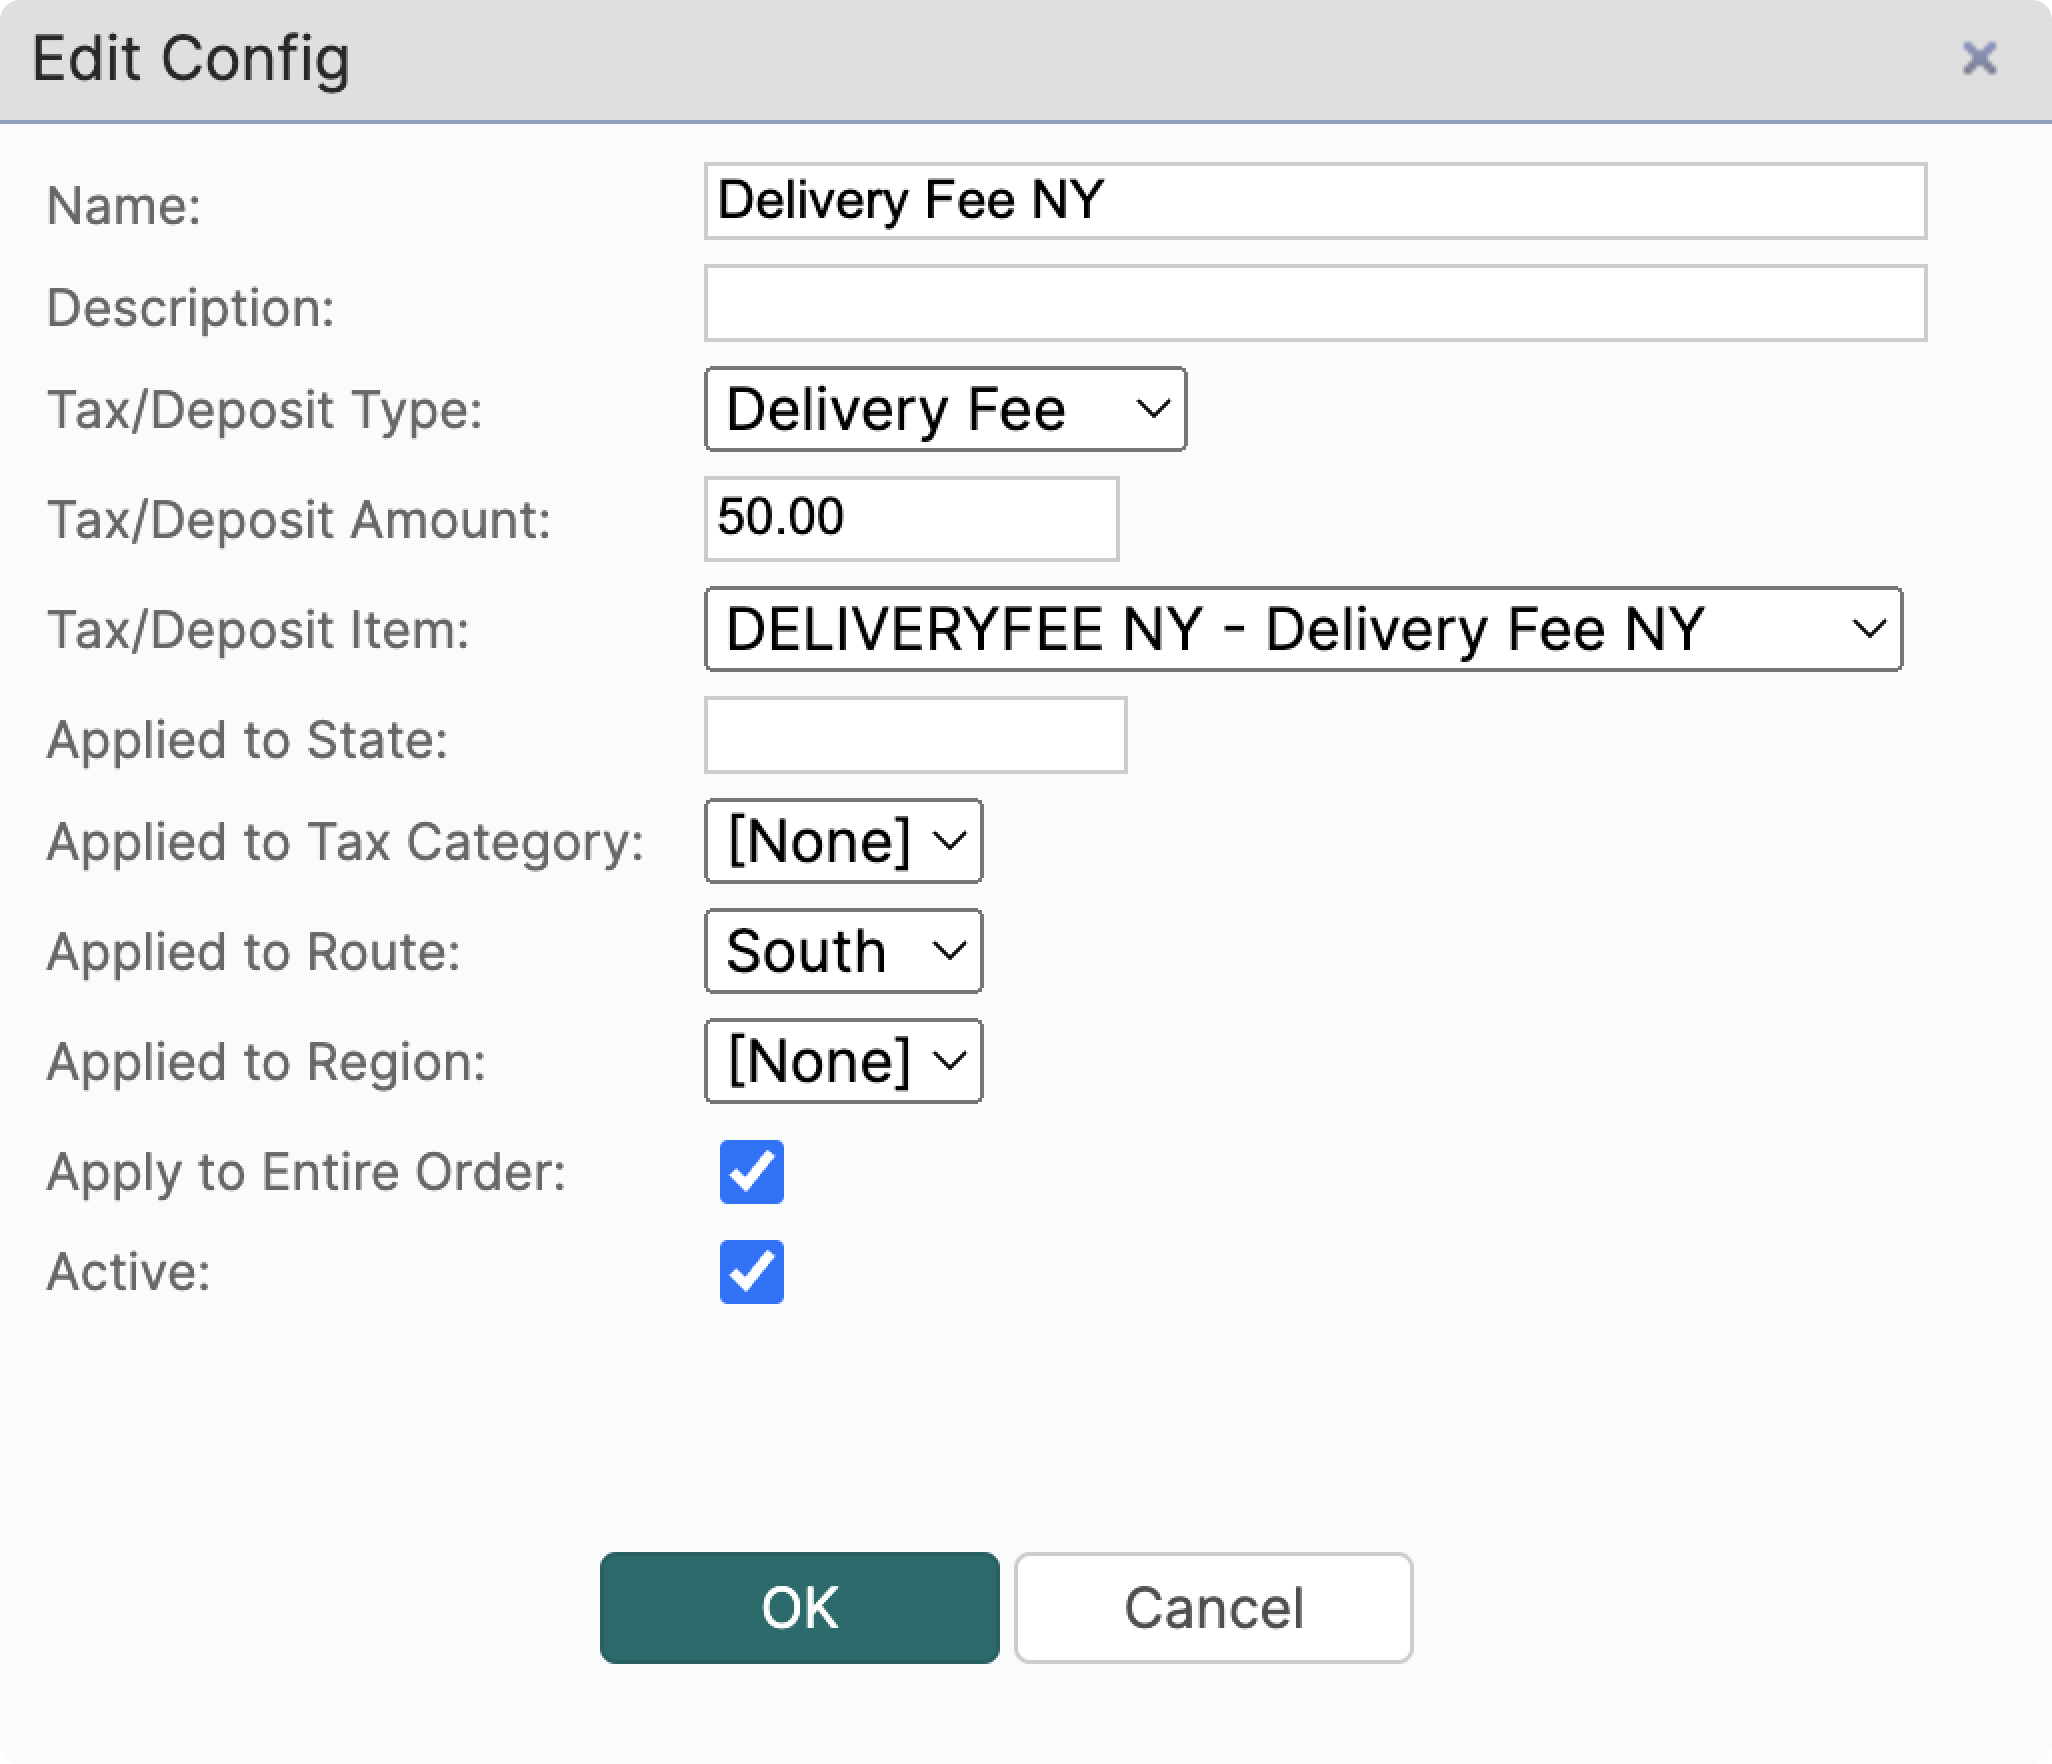 Edit Config
Name: Delivery Fee NY
Description:
Tax/Deposit Type: Delivery Fee
Tax/Deposit Amount: 50.00
Tax/Deposit Item: DELIVERYFEE NY - Delivery Fee NY
Applied to State:
Applied to Tax Category: [None]
Applied to Route: South
Applied to Region: [None]
Apply to Entire Order:
Active:
OK Cancel